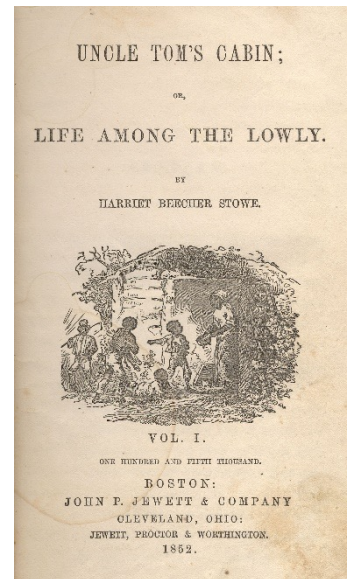 UNCLE TOM'S CABIN;
OR,
LIFE AMONG THE LOWLY.
BY
HARRIET BEECHER STOWE.
VOL. I.
ONE HUNDRED AND FIFTH THOUSAND.
BOSTON:
JOHN P. JEWETT & COMPANY
CLEVELAND, OHIO:
JEWETT, PROCTOR & WORTHINGTON.
1852.